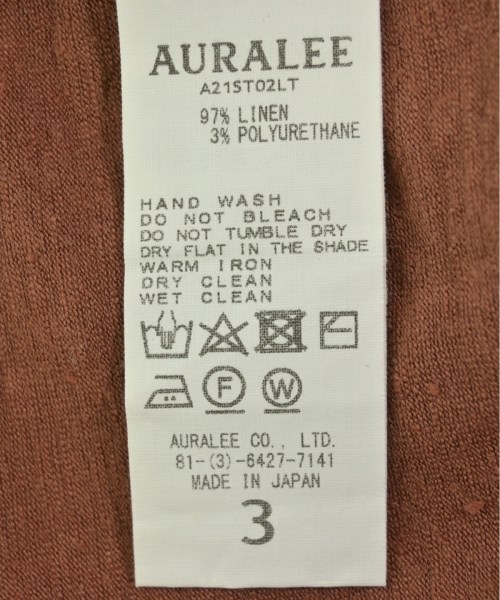 AURALEE
A21ST02LT
97% LINEN
3% POLYURETHANE
HAND WASH
DO NOT BLEACH
DO NOT TUMBLE DRY
DRY FLAT IN THE SHADE
WARM IRON
DRY CLEAN
WET CLEAN
F W
AURALEE CO., LTD.
81-(3)-6427-7141
MADE IN JAPAN
3